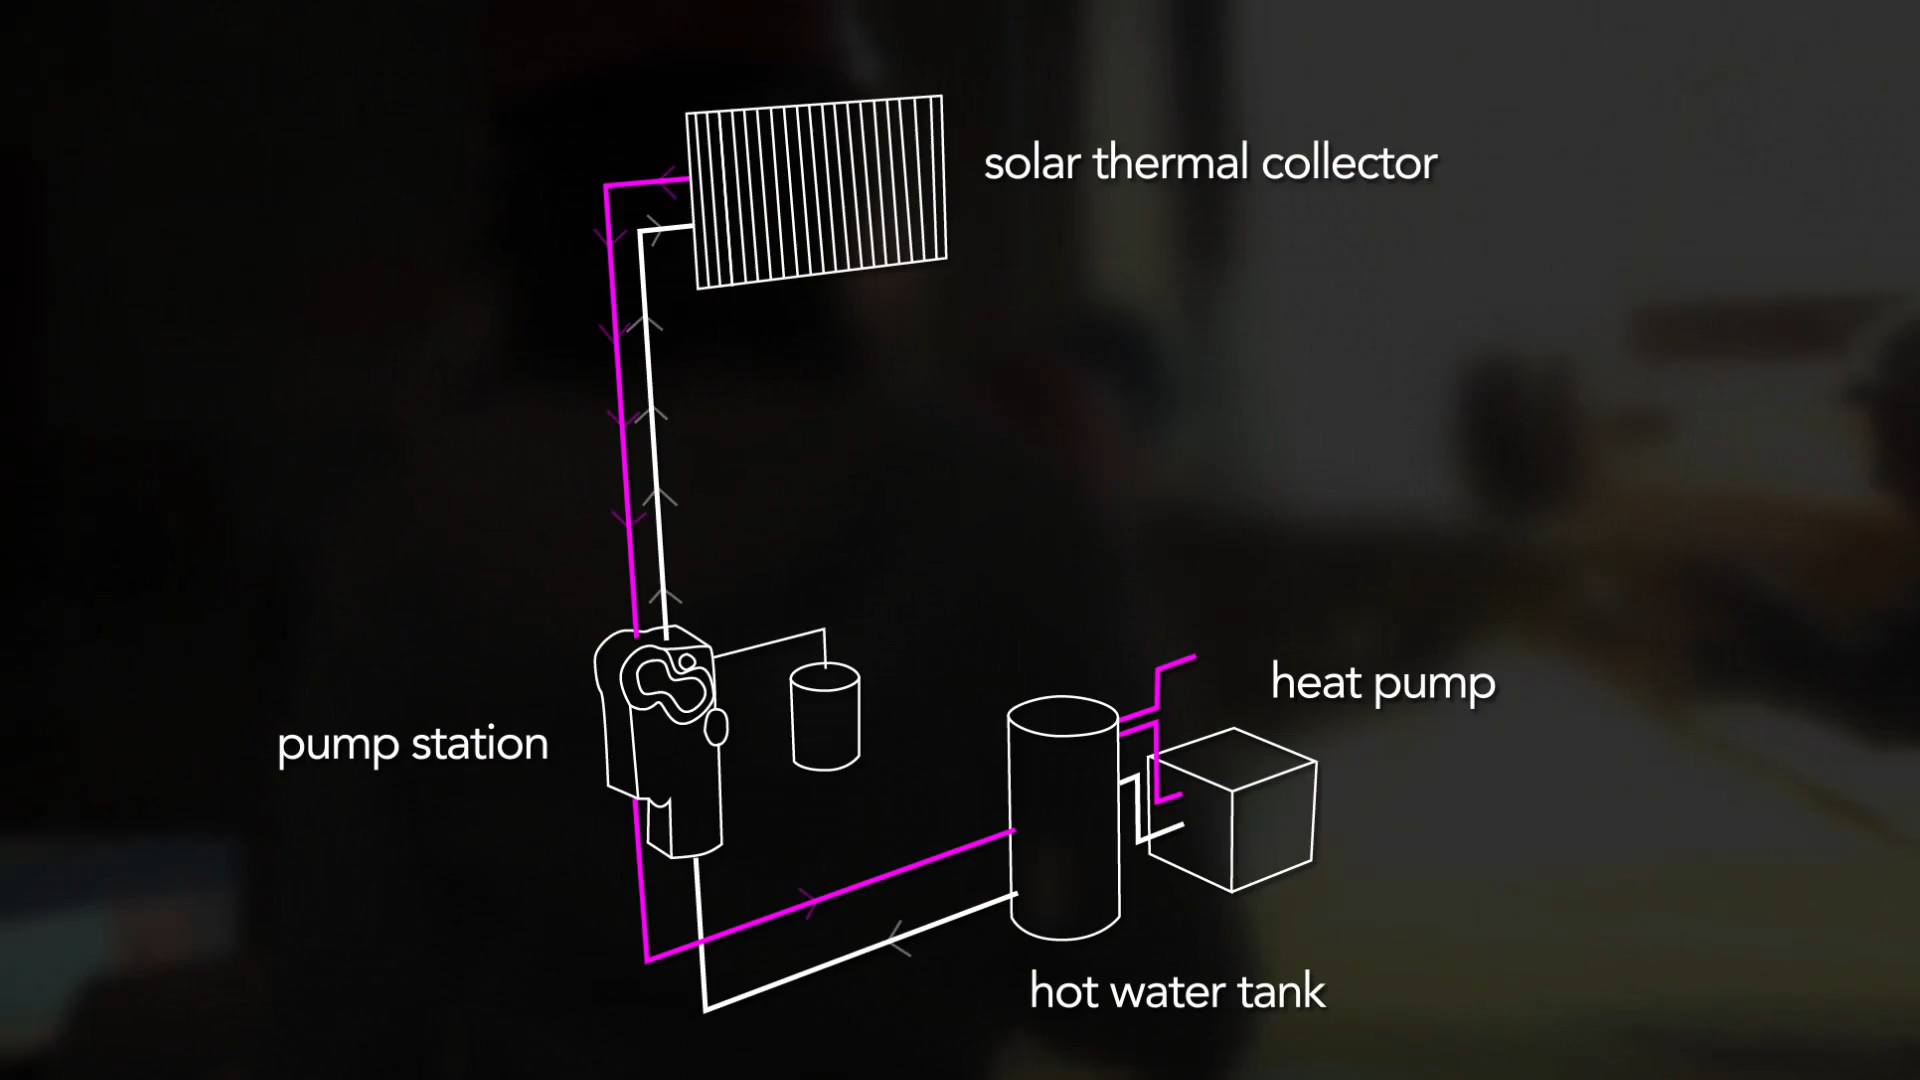 solar thermal collector
heat pump
pump station
hot water tank